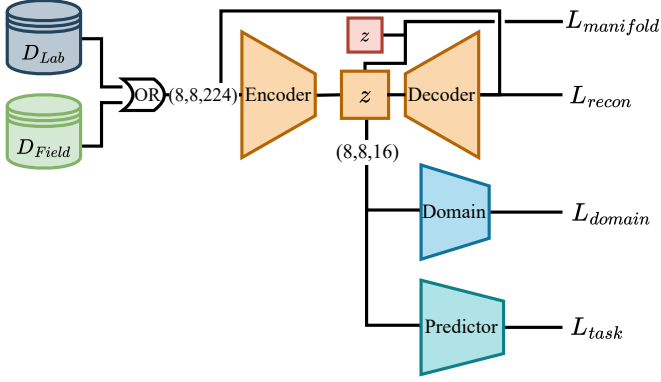 D_Lab
D_Field
OR
(8,8,224)
Encoder
z
z
Decoder
(8,8,16)
Domain
Predictor
L_manifold
L_recon
L_domain
L_task